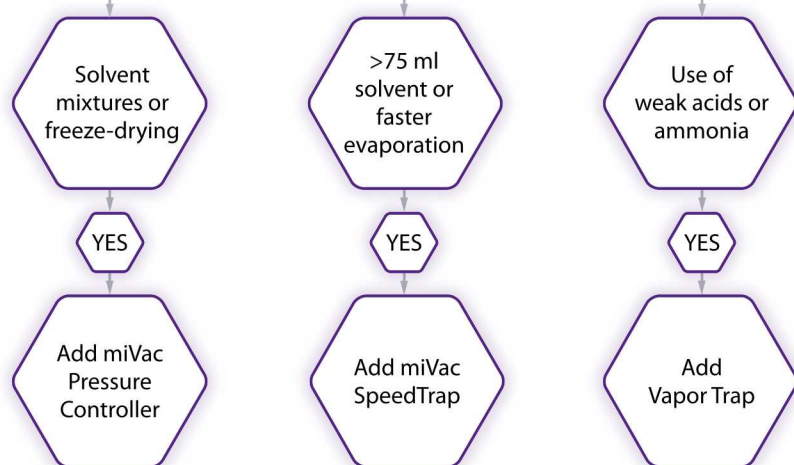 Solvent
mixtures or
freeze-drying
>75 ml
solvent or
faster
evaporation
Use of
weak acids or
ammonia
YES
YES
YES
Add miVac
Pressure
Controller
Add miVac
SpeedTrap
Add
Vapor Trap